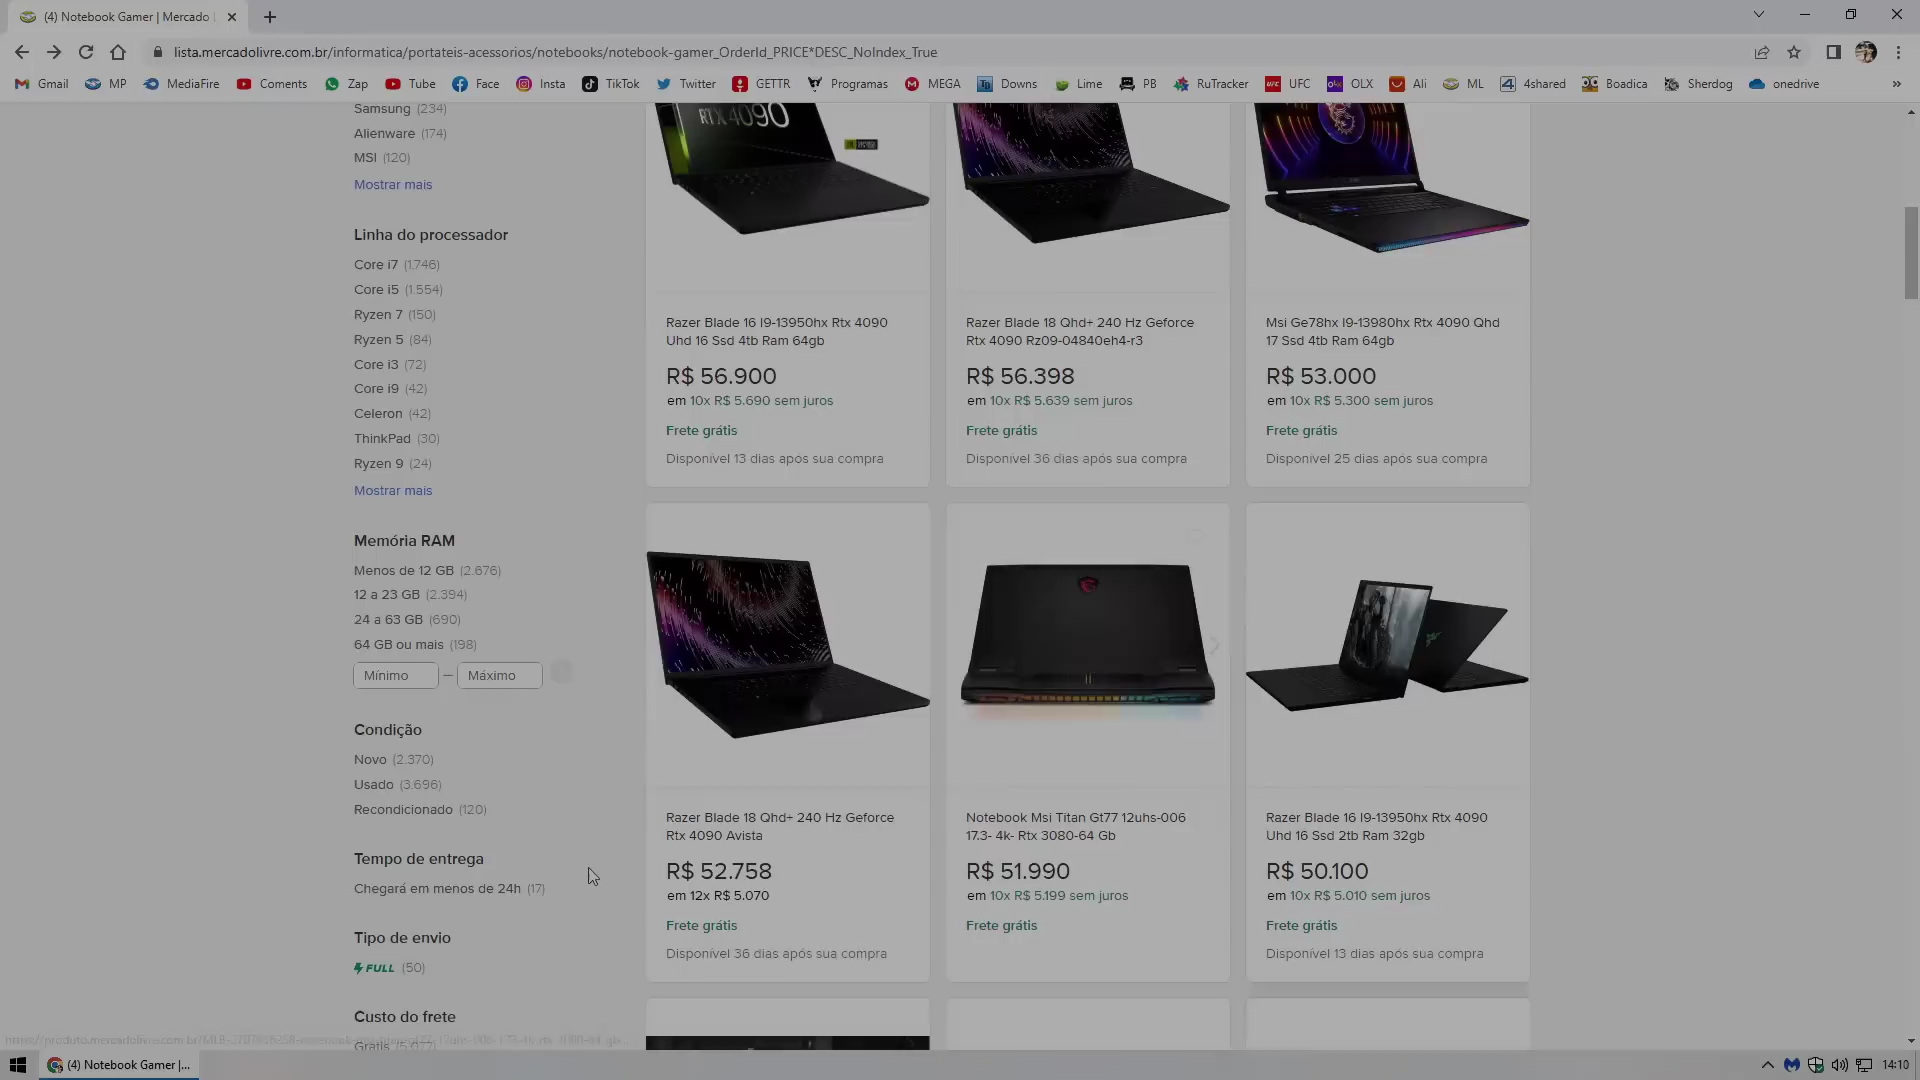 (4) Notebook Gamer | Mercado L
lista.mercadolivre.com.br/informatica/portateis-acessorios/notebooks/notebook-gamer_OrderId_PRICE*DESC_NoIndex_True
Gmail MP MediaFire Coments Zap Tube Face Insta TikTok Twitter GETTR Programas MEGA Downs Lime PB RuTracker UFC OLX Ali ML 4shared Boadica Sherdog onedrive »
Samsung (234)
Alienware (174)
MSI (120)
Mostrar mais
Linha do processador
Core i7 (1.746)
Core i5 (1.554)
Ryzen 7 (150)
Ryzen 5 (84)
Core i3 (72)
Core i9 (42)
Celeron (42)
ThinkPad (30)
Ryzen 9 (24)
Mostrar mais
Memória RAM
Menos de 12 GB (2.676)
12 a 23 GB (2.394)
24 a 63 GB (690)
64 GB ou mais (198)
Mínimo — Máximo
Condição
Novo (2.370)
Usado (3.696)
Recondicionado (120)
Tempo de entrega
Chegará em menos de 24h (17)
Tipo de envio
FULL (50)
Custo do frete
Grátis (5.077)
RTX 4090
Razer Blade 16 I9-13950hx Rtx 4090
Uhd 16 Ssd 4tb Ram 64gb
R$ 56.900
em 10x R$ 5.690 sem juros
Frete grátis
Disponível 13 dias após sua compra
Razer Blade 18 Qhd+ 240 Hz Geforce
Rtx 4090 Rz09-04840eh4-r3
R$ 56.398
em 10x R$ 5.639 sem juros
Frete grátis
Disponível 36 dias após sua compra
Msi Ge78hx I9-13980hx Rtx 4090 Qhd
17 Ssd 4tb Ram 64gb
R$ 53.000
em 10x R$ 5.300 sem juros
Frete grátis
Disponível 25 dias após sua compra
Razer Blade 18 Qhd+ 240 Hz Geforce
Rtx 4090 Avista
R$ 52.758
em 12x R$ 5.070
Frete grátis
Disponível 36 dias após sua compra
Notebook Msi Titan Gt77 12uhs-006
17.3- 4k- Rtx 3080-64 Gb
R$ 51.990
em 10x R$ 5.199 sem juros
Frete grátis
Razer Blade 16 I9-13950hx Rtx 4090
Uhd 16 Ssd 2tb Ram 32gb
R$ 50.100
em 10x R$ 5.010 sem juros
Frete grátis
Disponível 13 dias após sua compra
(4) Notebook Gamer |...
14:10